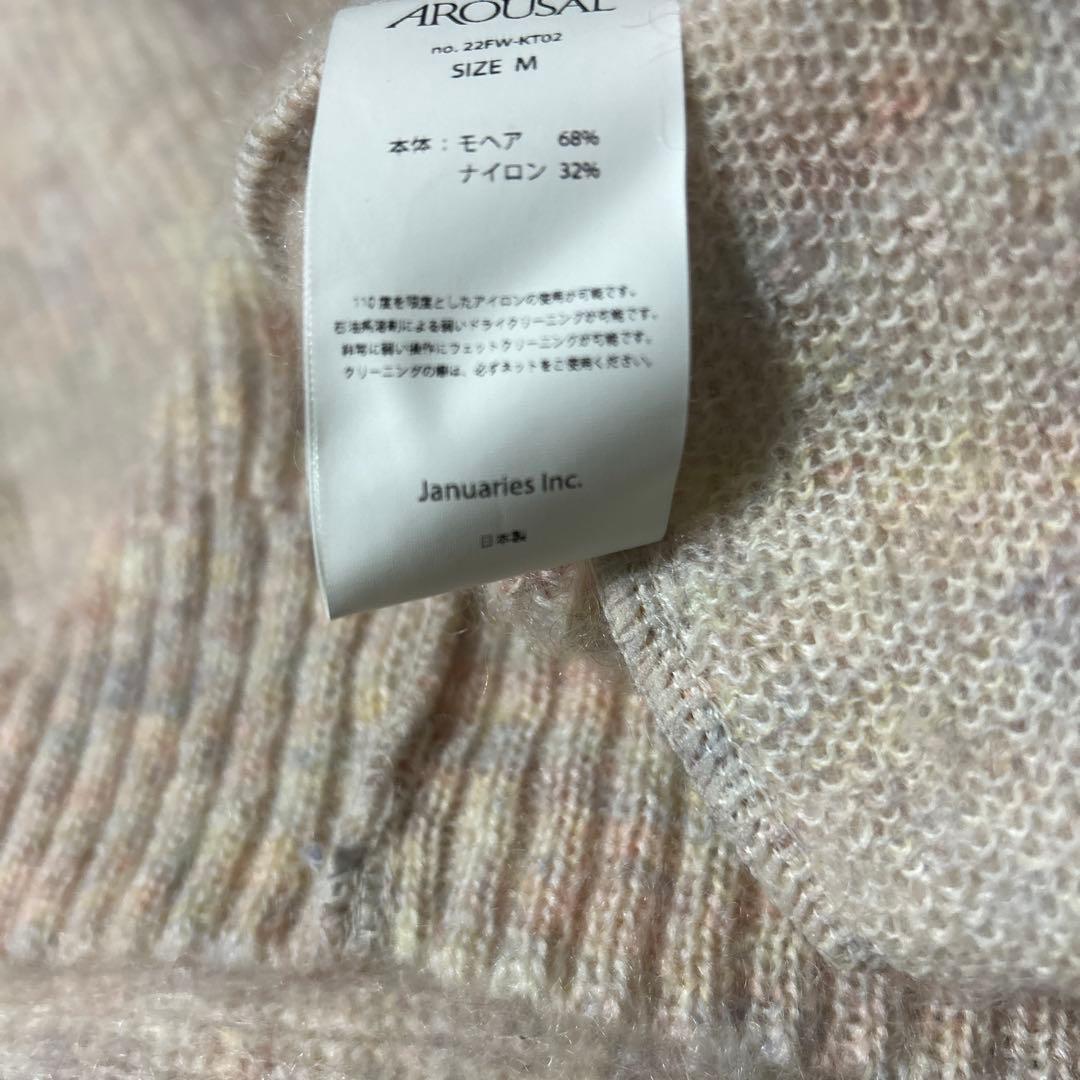 AROUSAL
no. 22FW-KT02
SIZE M
本体：モヘア 68%
ナイロン 32%
110度を限度としたアイロンの使用が可能です。
石油系溶剤による弱いドライクリーニングが可能です。
非常に弱い操作にウェットクリーニングが可能です。
クリーニングの際は、必ずネットをご使用ください。
Januaries Inc.
日本製